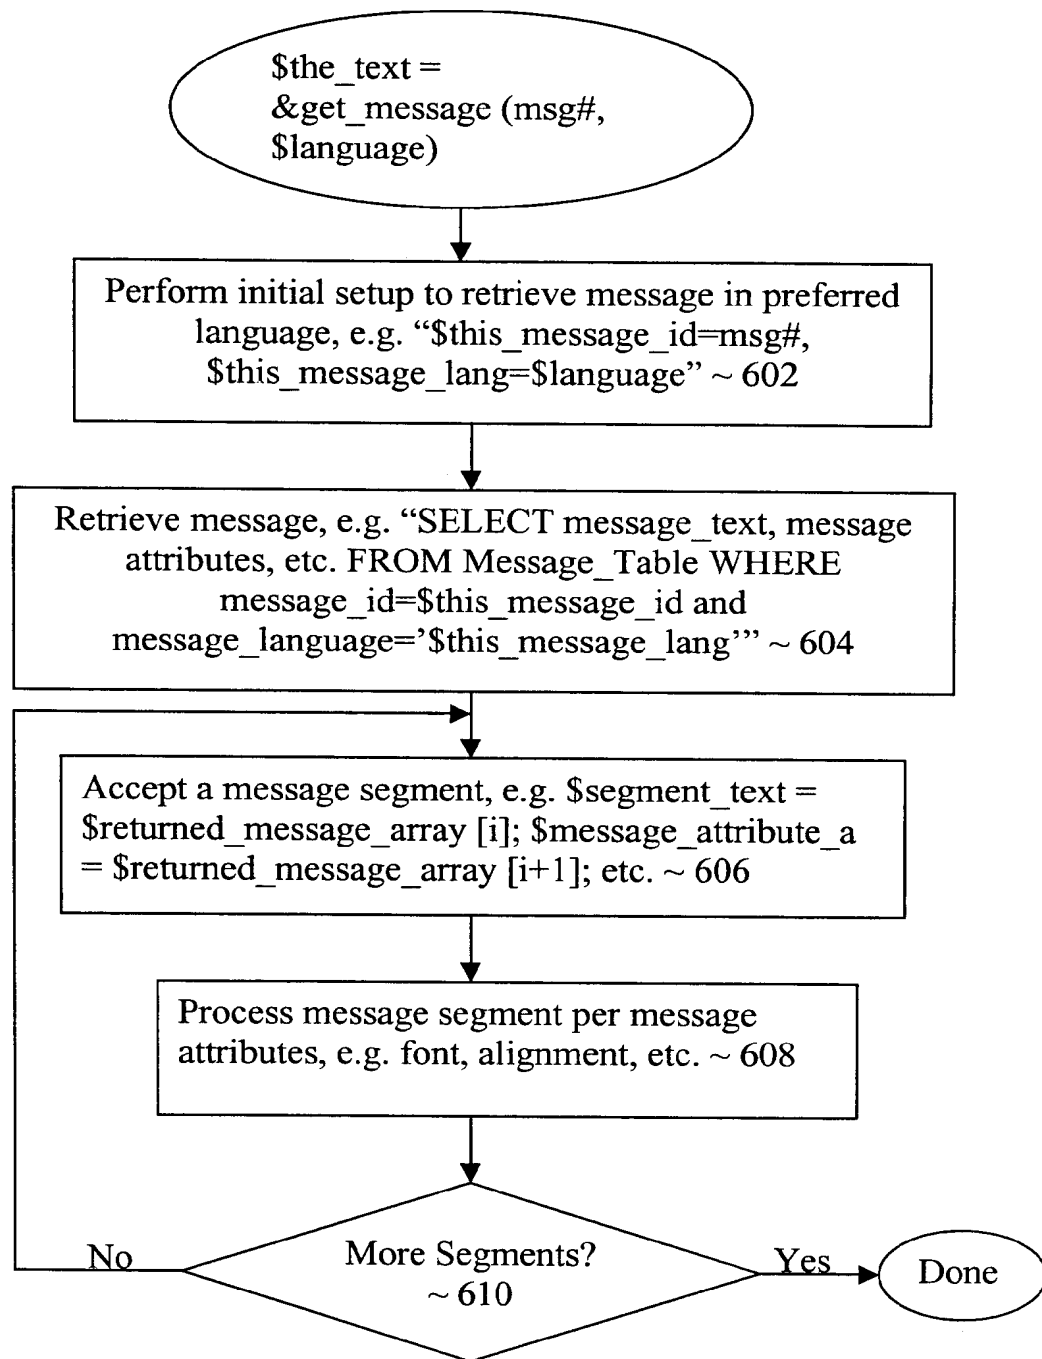 $the_text =
&get_message (msg#,
$language)
Perform initial setup to retrieve message in preferred
language, e.g. “$this_message_id=msg#,
$this_message_lang=$language” ~ 602
Retrieve message, e.g. “SELECT message_text, message
attributes, etc. FROM Message_Table WHERE
message_id=$this_message_id and
message_language=’$this_message_lang’” ~ 604
Accept a message segment, e.g. $segment_text =
$returned_message_array [i]; $message_attribute_a
= $returned_message_array [i+1]; etc. ~ 606
Process message segment per message
attributes, e.g. font, alignment, etc. ~ 608
No
More Segments?
~ 610
Yes
Done